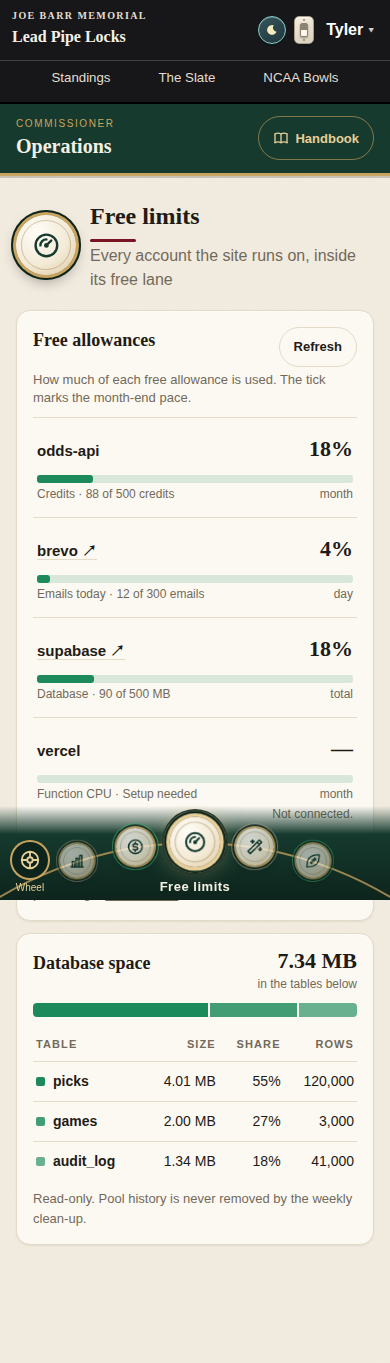 JOE BARR MEMORIAL
Lead Pipe Locks
Tyler
Standings The Slate NCAA Bowls
COMMISSIONER
Operations
Handbook
Free limits
Every account the site runs on, inside
its free lane
Free allowances
Refresh
How much of each free allowance is used. The tick
marks the month-end pace.
odds-api 18%
Credits · 88 of 500 credits month
brevo ↗ 4%
Emails today · 12 of 300 emails day
supabase ↗ 18%
Database · 90 of 500 MB total
vercel —
Function CPU · Setup needed month
Not connected.
Wheel
Free limits
Database space 7.34 MB
in the tables below
TABLE SIZE SHARE ROWS
picks 4.01 MB 55% 120,000
games 2.00 MB 27% 3,000
audit_log 1.34 MB 18% 41,000
Read-only. Pool history is never removed by the weekly
clean-up.